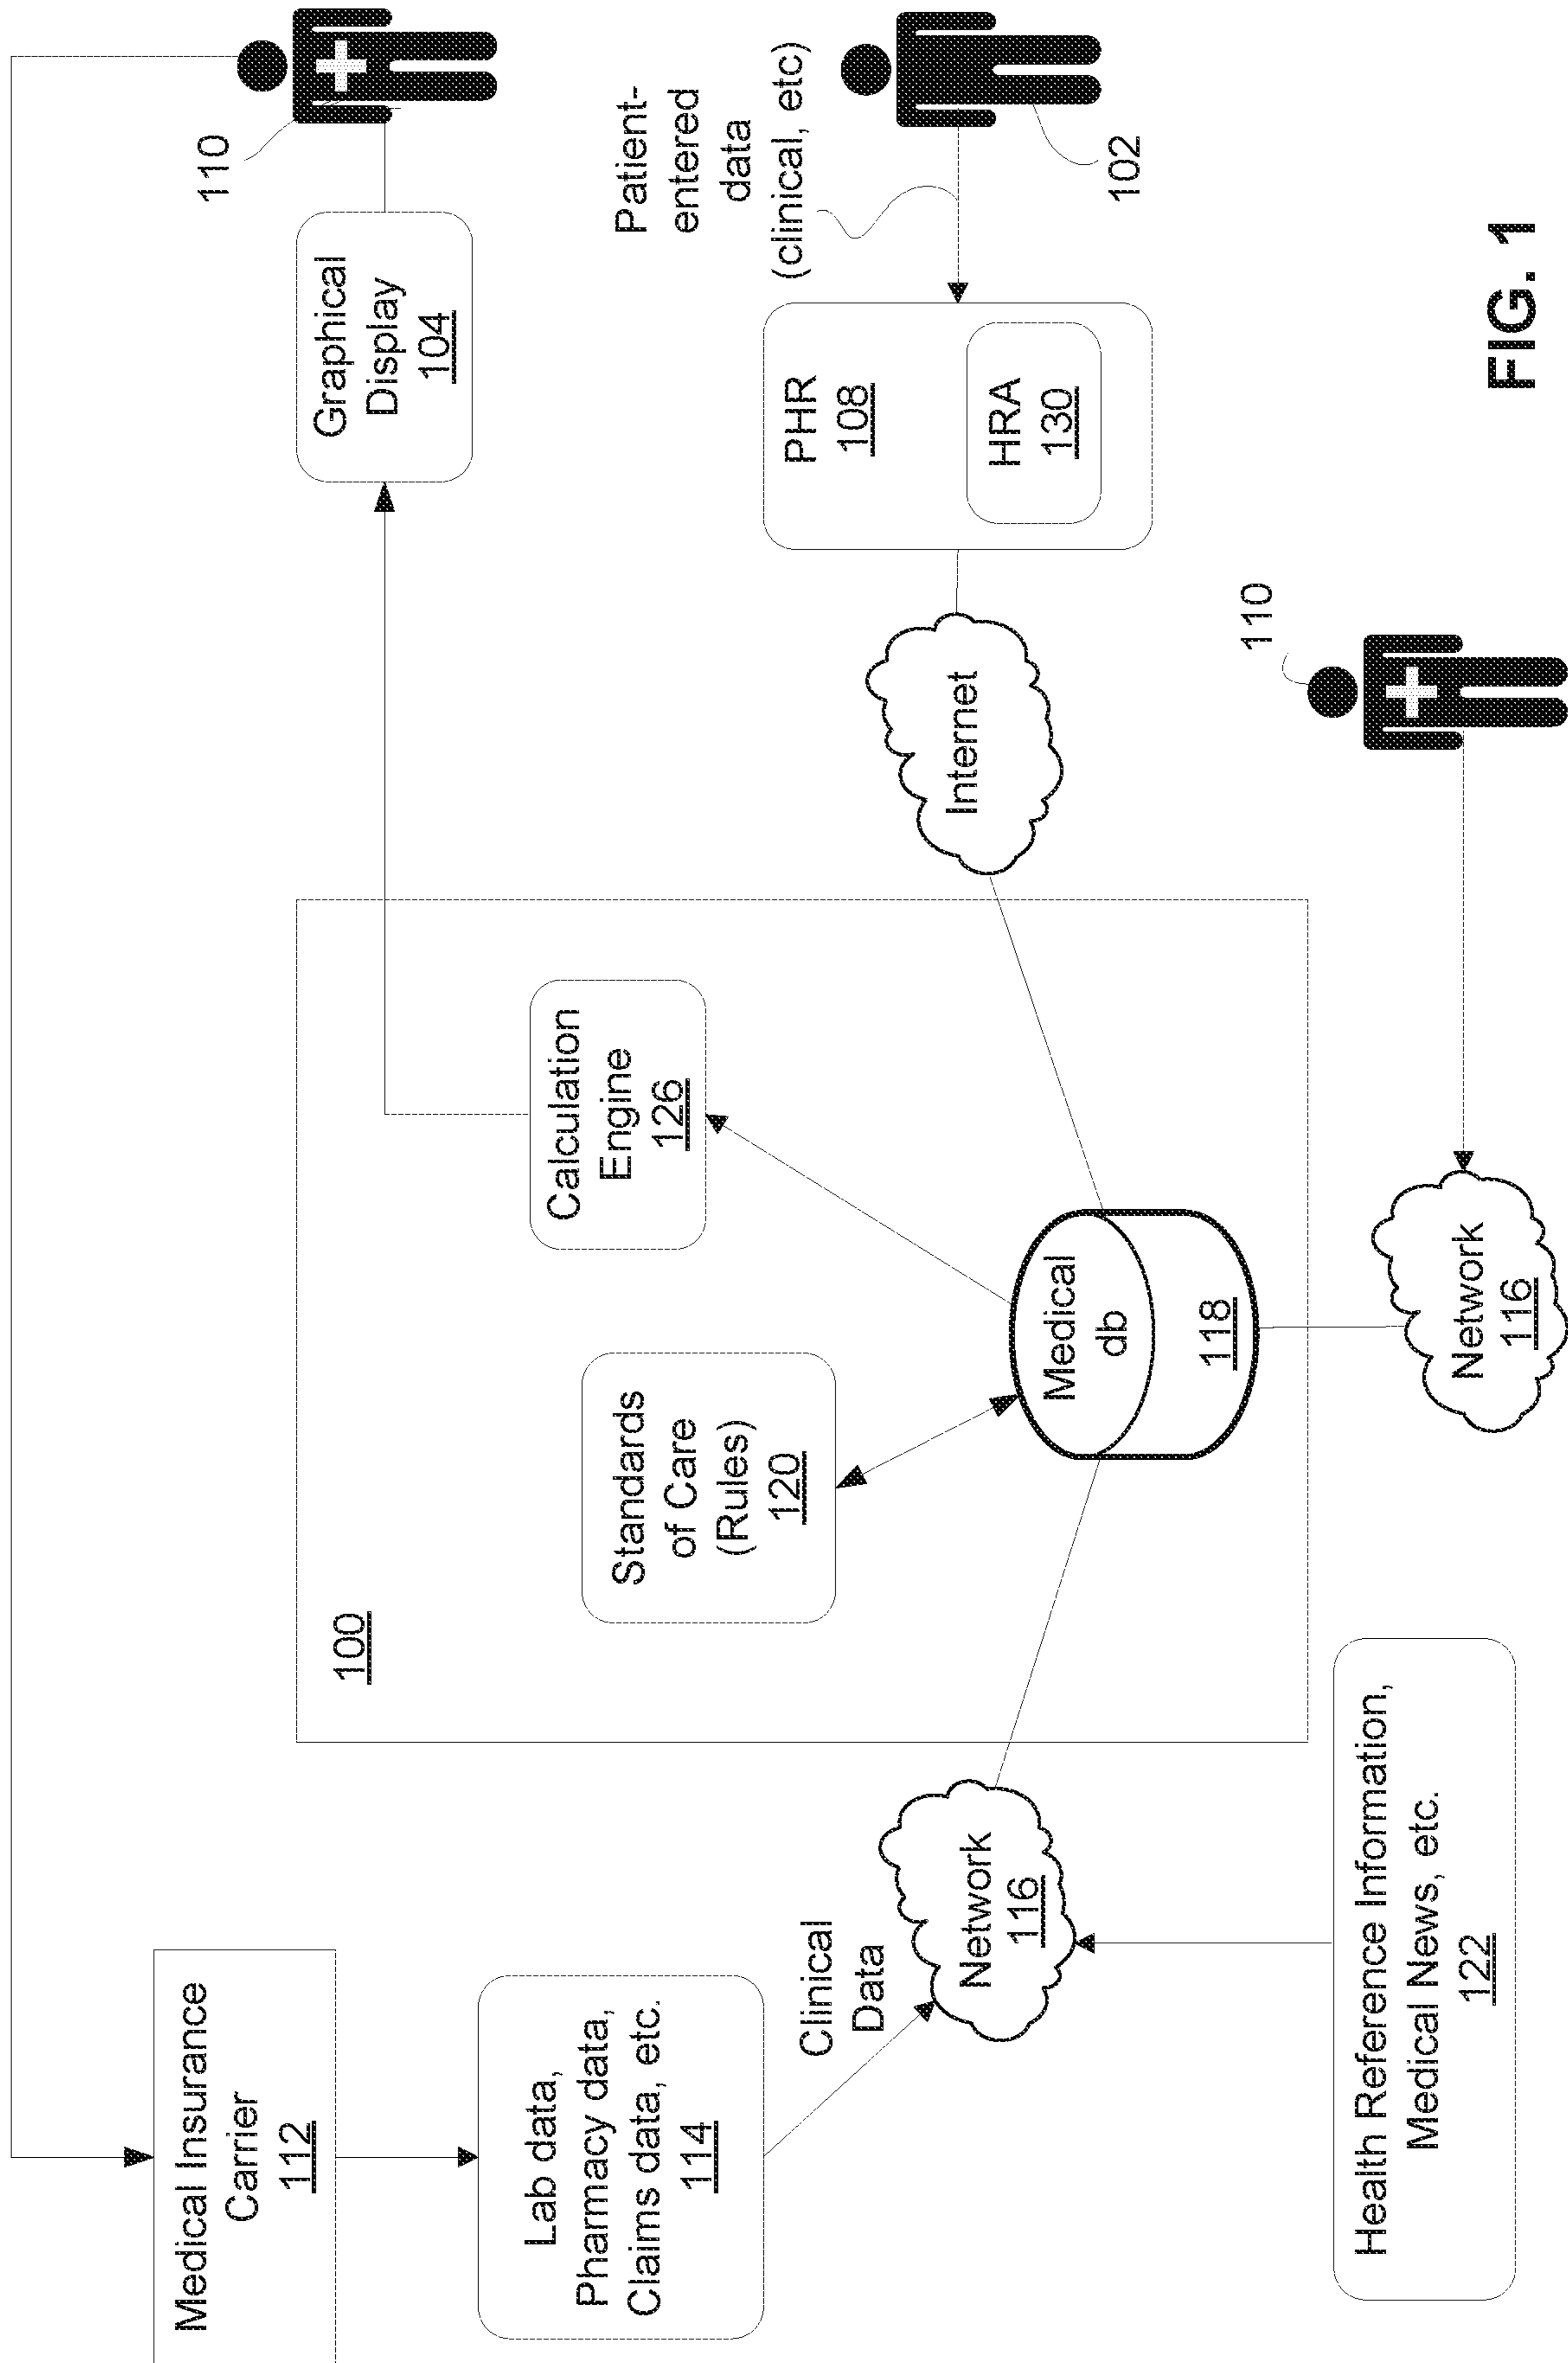 Medical Insurance
Carrier
112
Lab data,
Pharmacy data,
Claims data, etc.
114
Clinical
Data
Network
116
Health Reference Information,
Medical News, etc.
122
100
Standards
of Care
(Rules)
120
Calculation
Engine
126
Medical
db
118
Network
116
Internet
Graphical
Display
104
110
PHR
108
HRA
130
Patient-
entered
data
(clinical, etc)
102
110
FIG. 1